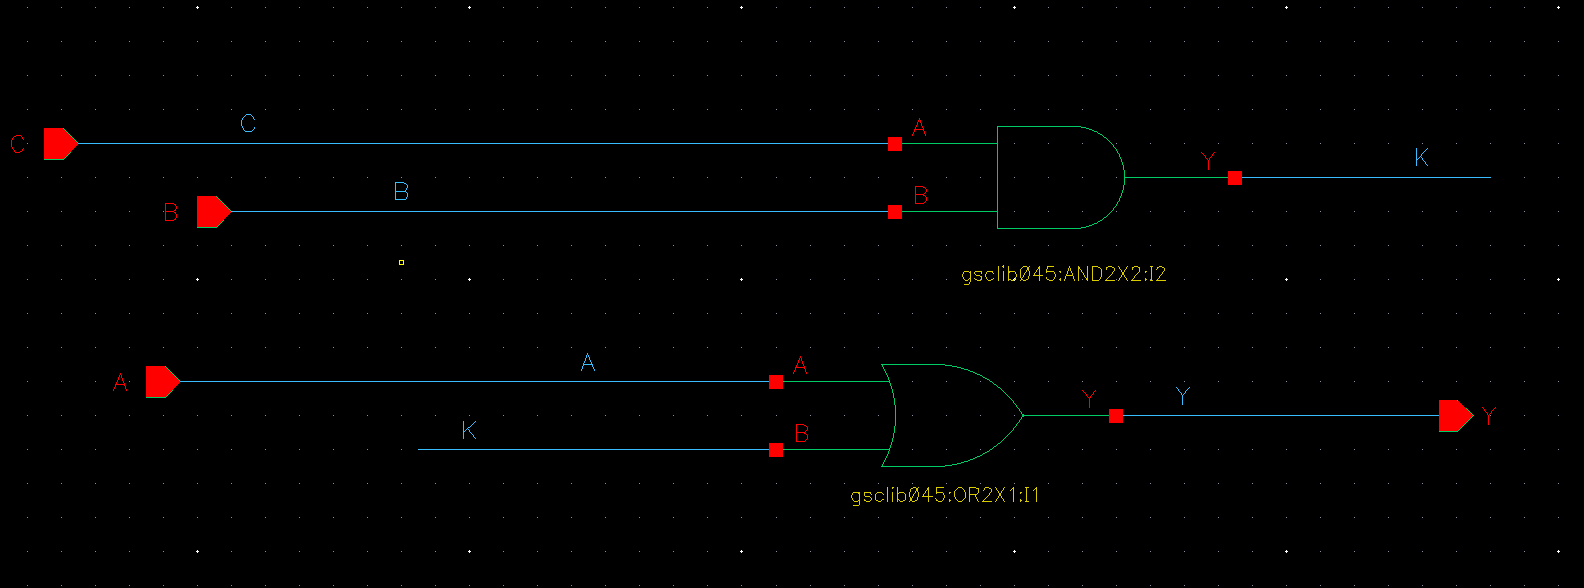 C C A
Y K
B B B
gsclib045:AND2X2:I2
A A A
Y Y Y
K B
gsclib045:OR2X1:I1